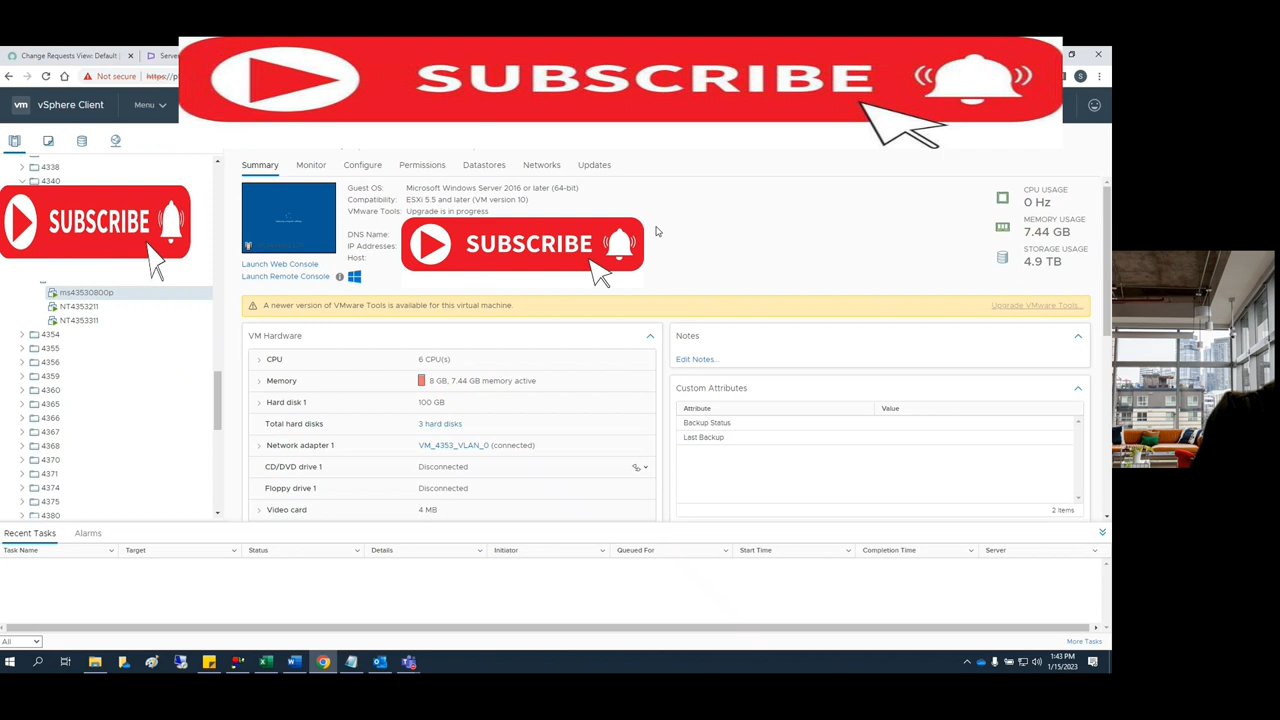 Change Requests View: Default
Serve
SUBSCRIBE
Not secure
https://p
S
vm vSphere Client Menu
Summary Monitor Configure Permissions Datastores Networks Updates
4338
4340
SUBSCRIBE
Guest OS: Microsoft Windows Server 2016 or later (64-bit)
Compatibility: ESXi 5.5 and later (VM version 10)
VMware Tools: Upgrade is in progress
DNS Name:
IP Addresses:
Host:
SUBSCRIBE
CPU USAGE
0 Hz
MEMORY USAGE
7.44 GB
STORAGE USAGE
4.9 TB
Launch Web Console
Launch Remote Console
ms43530800p
NT4353211
NT4353311
4354
4355
4356
4359
4360
4365
4366
4367
4368
4370
4371
4374
4375
4380
A newer version of VMware Tools is available for this virtual machine.
Upgrade VMware Tools...
VM Hardware
CPU 6 CPU(s)
Memory 8 GB, 7.44 GB memory active
Hard disk 1 100 GB
Total hard disks 3 hard disks
Network adapter 1 VM_4353_VLAN_0 (connected)
CD/DVD drive 1 Disconnected
Floppy drive 1 Disconnected
Video card 4 MB
Notes
Edit Notes...
Custom Attributes
Attribute Value
Backup Status
Last Backup
2 items
Recent Tasks Alarms
Task Name Target Status Details Initiator Queued For Start Time Completion Time Server
All
More Tasks
1:43 PM
1/15/2023